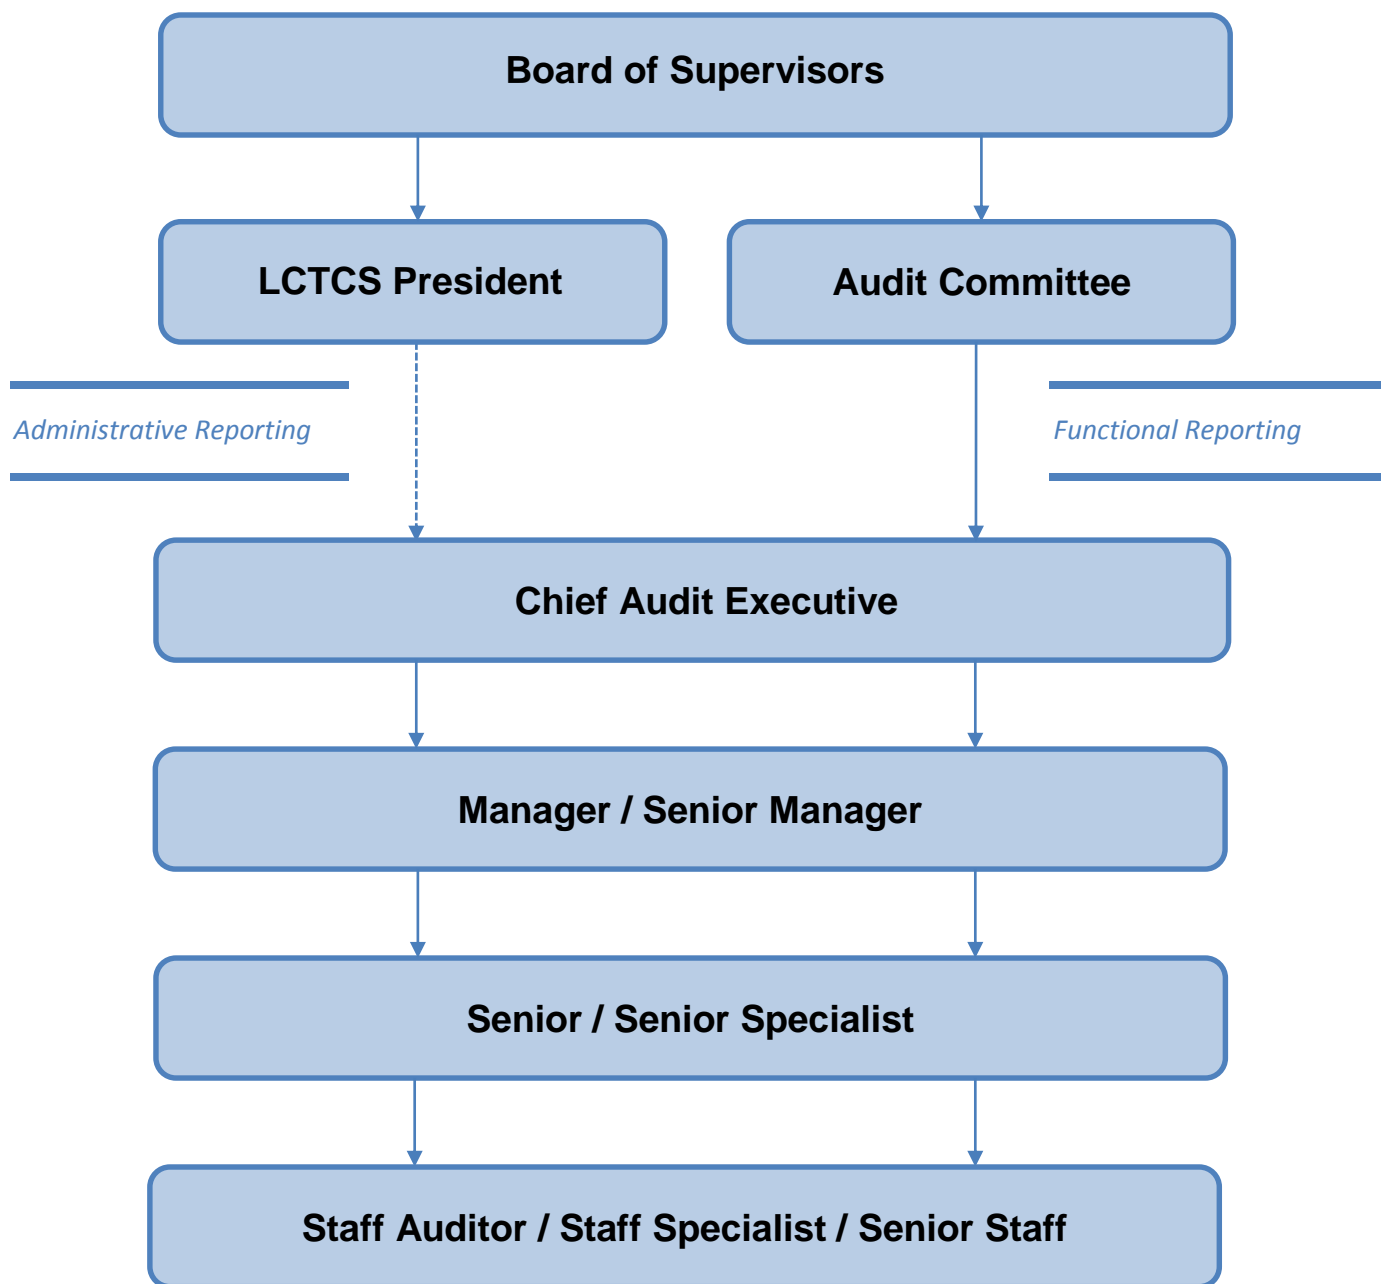 Board of Supervisors
LCTCS President
Audit Committee
Administrative Reporting
Functional Reporting
Chief Audit Executive
Manager / Senior Manager
Senior / Senior Specialist
Staff Auditor / Staff Specialist / Senior Staff